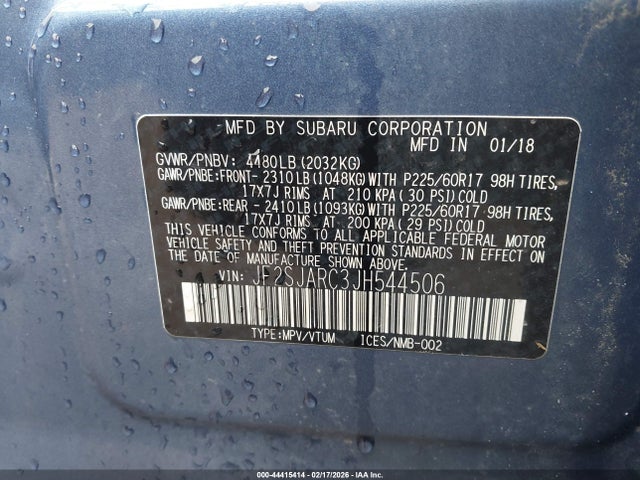 MFD BY SUBARU CORPORATION
MFD IN 01/18
GVWR/PNBV: 4480LB (2032KG)
GAWR/PNBE:FRONT- 2310LB (1048KG) WITH P225/60R17 98H TIRES,
17X7J RIMS AT 210 KPA ( 30 PSI) COLD
GAWR/PNBE:REAR - 2410LB (1093KG) WITH P225/60R17 98H TIRES,
17X7J RIMS AT 200 KPA ( 29 PSI) COLD
THIS VEHICLE CONFORMS TO ALL APPLICABLE FEDERAL MOTOR
VEHICLE SAFETY AND THEFT PREVENTION STANDARDS IN EFFECT ON
THE DATE OF MANUFACTURE SHOWN ABOVE.
VIN: JF2SJARC3JH544506
TYPE:MPV/VTUM ICES/NMB-002
000-44415414 - 02/17/2026 - IAA Corp.